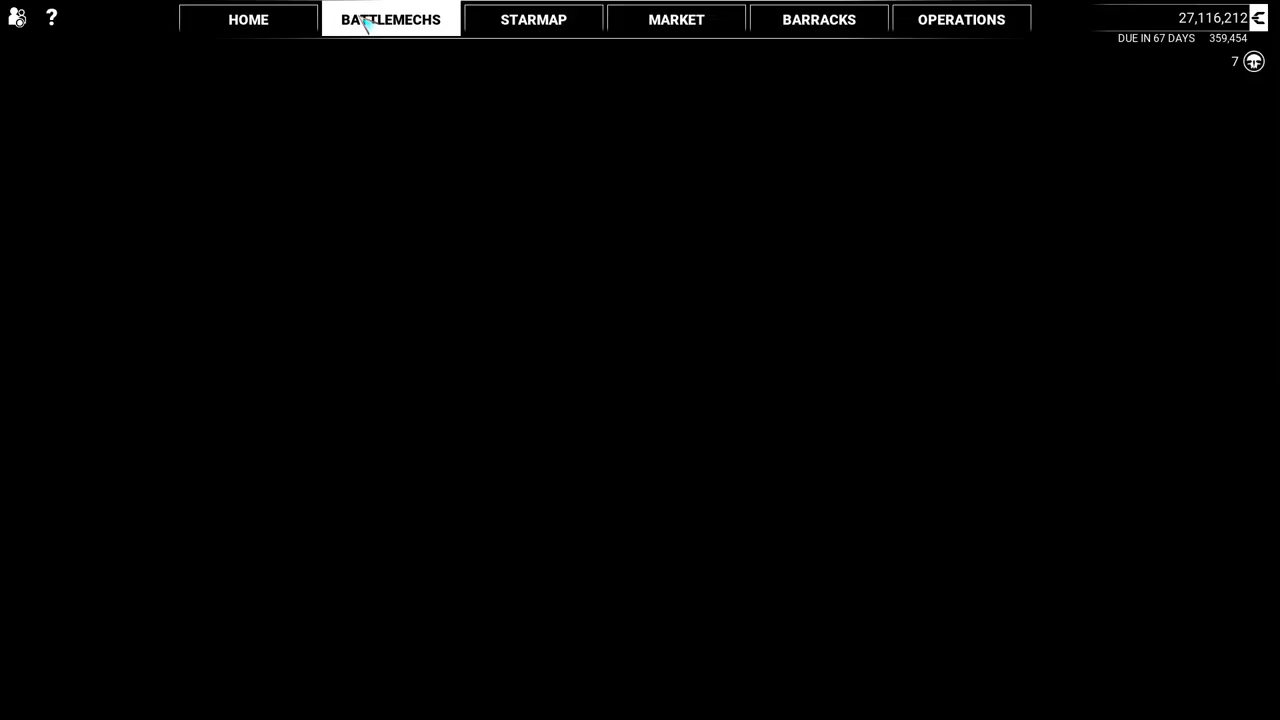 ? HOME BATTLEMECHS STARMAP MARKET BARRACKS OPERATIONS 27,116,212
DUE IN 67 DAYS 359,454
7